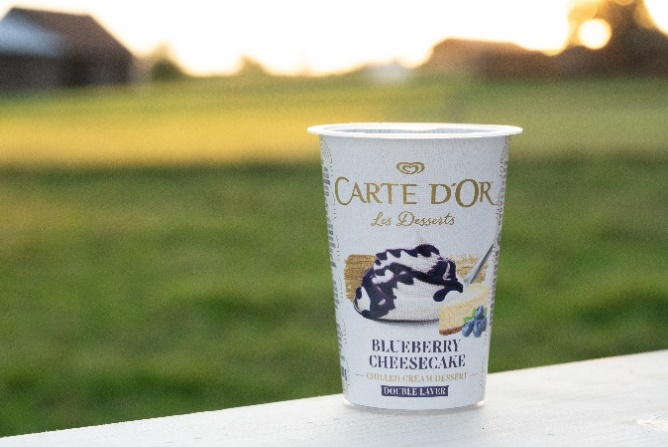 CARTE D'OR
Les Desserts
BLUEBERRY
CHEESECAKE
CHILLED CREAM DESSERT
DOUBLE LAYER